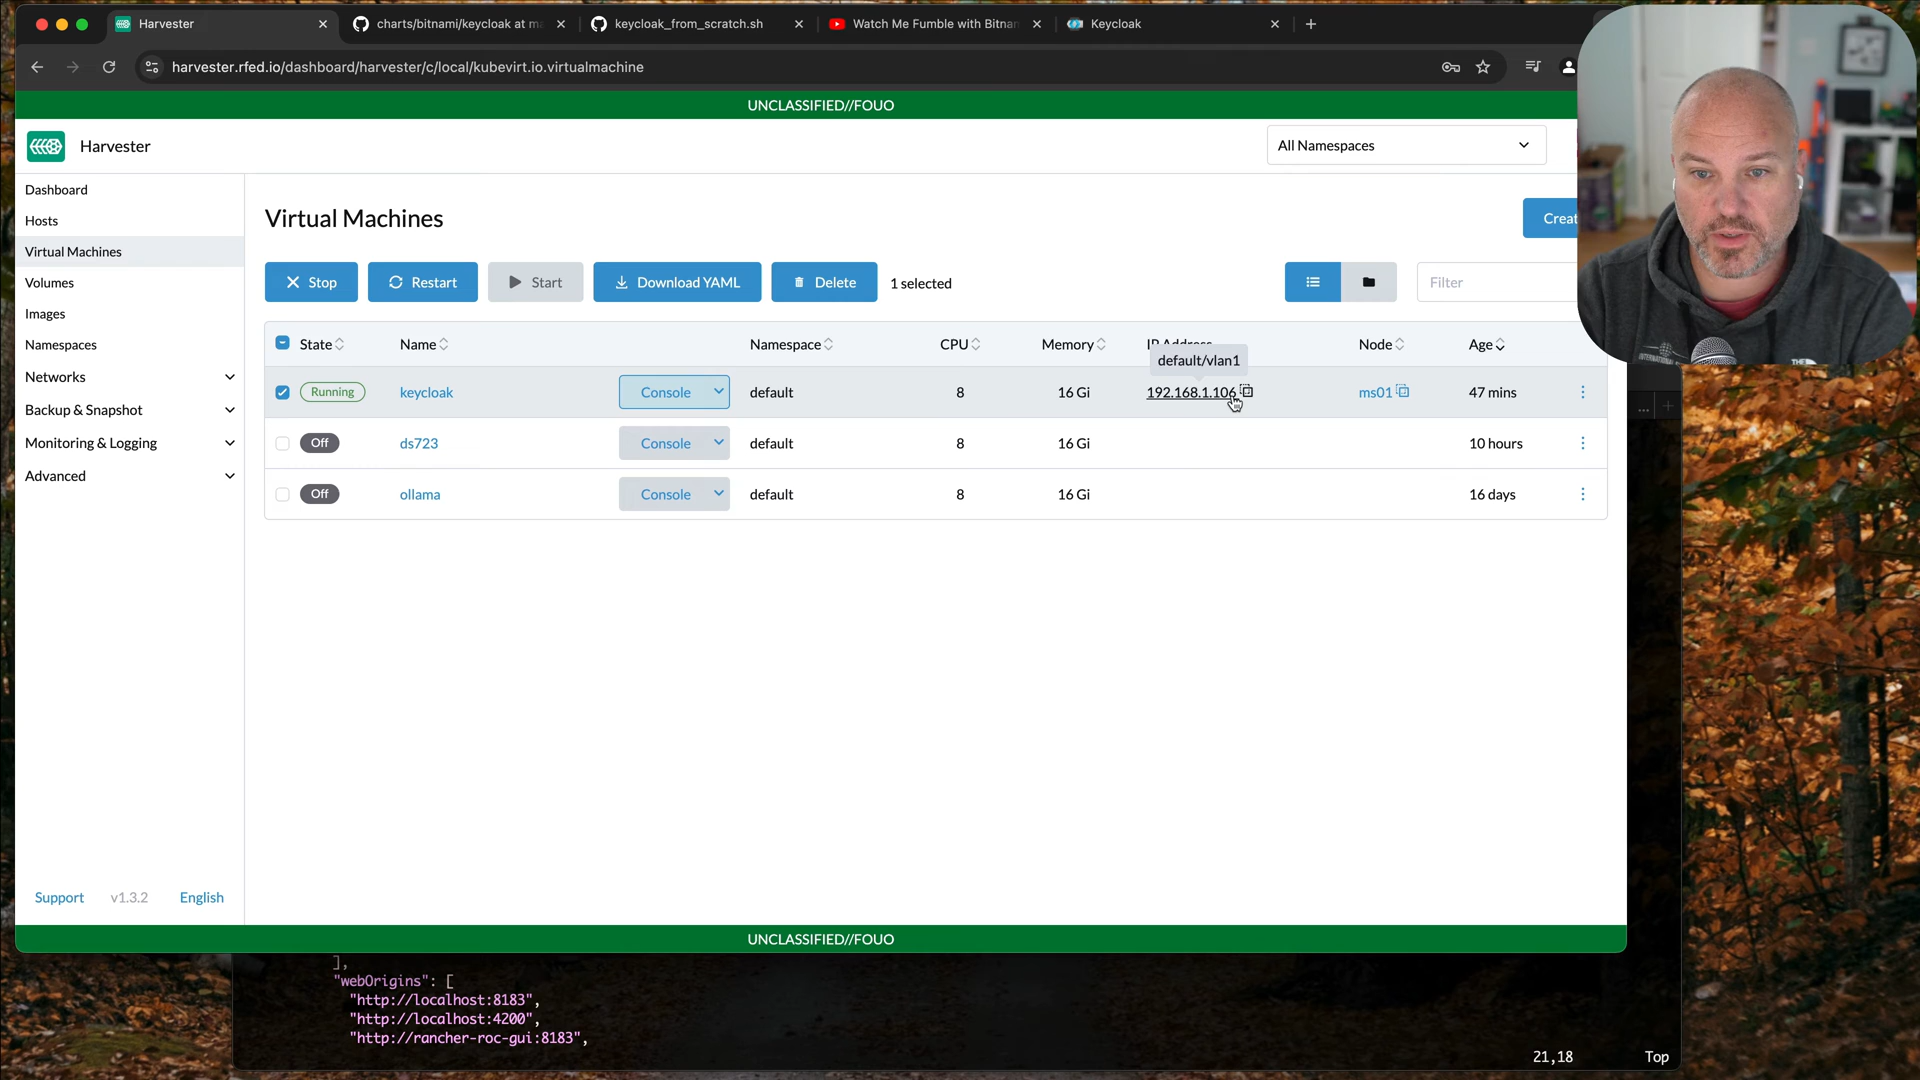 Harvester
charts/bitnami/keycloak at ma
keycloak_from_scratch.sh
Watch Me Fumble with Bitnam
Keycloak
harvester.rfed.io/dashboard/harvester/c/local/kubevirt.io.virtualmachine
UNCLASSIFIED//FOUO
Harvester
All Namespaces
Dashboard
Hosts
Virtual Machines
Volumes
Images
Namespaces
Networks
Backup & Snapshot
Monitoring & Logging
Advanced
Support v1.3.2 English
Virtual Machines
Creat
Stop Restart Start Download YAML Delete 1 selected
Filter
State Name Namespace CPU Memory IP Address Node Age
default/vlan1
Running keycloak Console default 8 16 Gi 192.168.1.106 ms01 47 mins
Off ds723 Console default 8 16 Gi 10 hours
Off ollama Console default 8 16 Gi 16 days
UNCLASSIFIED//FOUO
],
"webOrigins": [
"http://localhost:8183",
"http://localhost:4200",
"http://rancher-roc-gui:8183",
21,18 Top